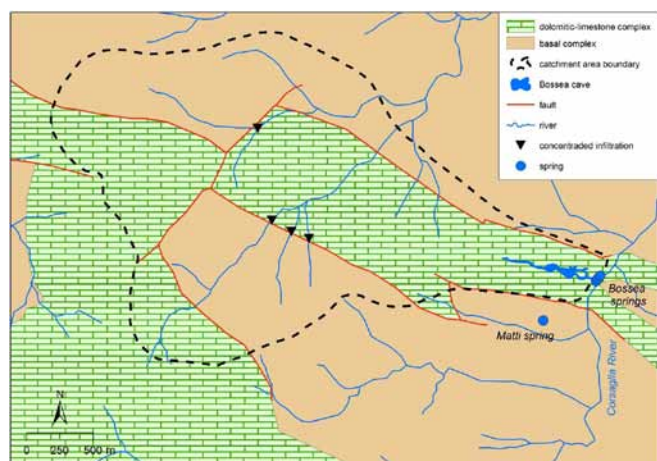 dolomitic-limestone complex
basal complex
catchment area boundary
Bossea cave
fault
river
concentraded infiltration
spring
Bossea
springs
Matti spring
Corsaglia River
N
0 250 500 m